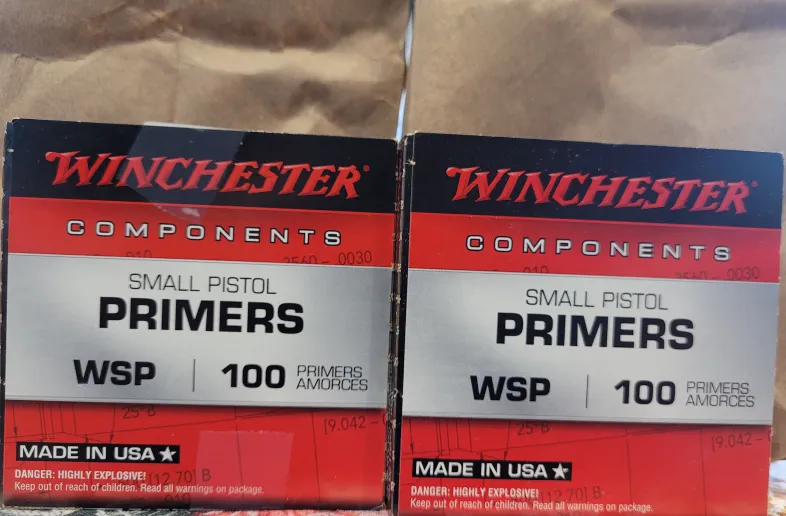 WINCHESTER
COMPONENTS
SMALL PISTOL
PRIMERS
WSP 100 PRIMERS
AMORCES
25-B
MADE IN USA
DANGER: HIGHLY EXPLOSIVE!
Keep out of reach of children. Read all warnings on package.
WINCHESTER
COMPONENTS
SMALL PISTOL
PRIMERS
WSP 100 PRIMERS
AMORCES
25-B
MADE IN USA
DANGER: HIGHLY EXPLOSIVE!
Keep out of reach of children. Read all warnings on package.